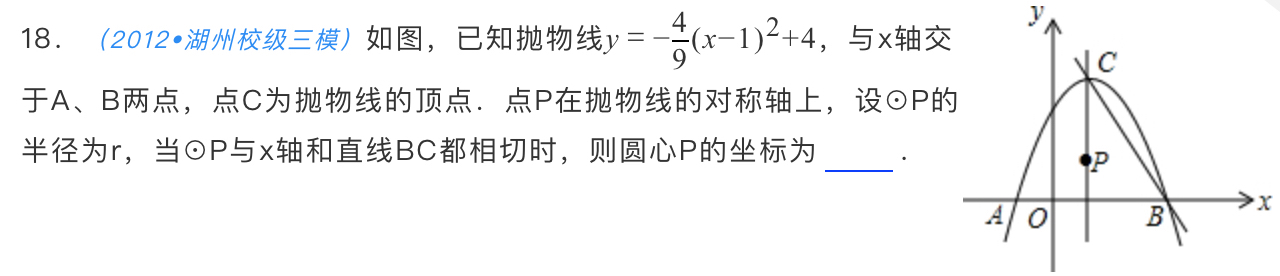 18. （2012•湖州校级三模）如图，已知抛物线y＝−4/9(x−1)²+4，与x轴交
于A、B两点，点C为抛物线的顶点．点P在抛物线的对称轴上，设⊙P的
半径为r，当⊙P与x轴和直线BC都相切时，则圆心P的坐标为 ____ ．
y
C
P
A O B x